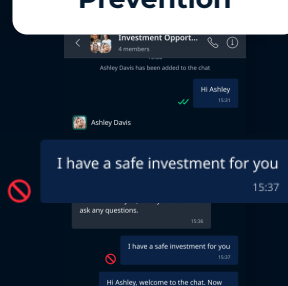 Prevention
Investment Opport...
4 members
Ashley Davis has been added to the chat
Hi Ashley
15:31
Ashley Davis
I have a safe investment for you
15:37
ask any questions.
15:36
I have a safe investment for you
15:37
Hi Ashley, welcome to the chat. Now